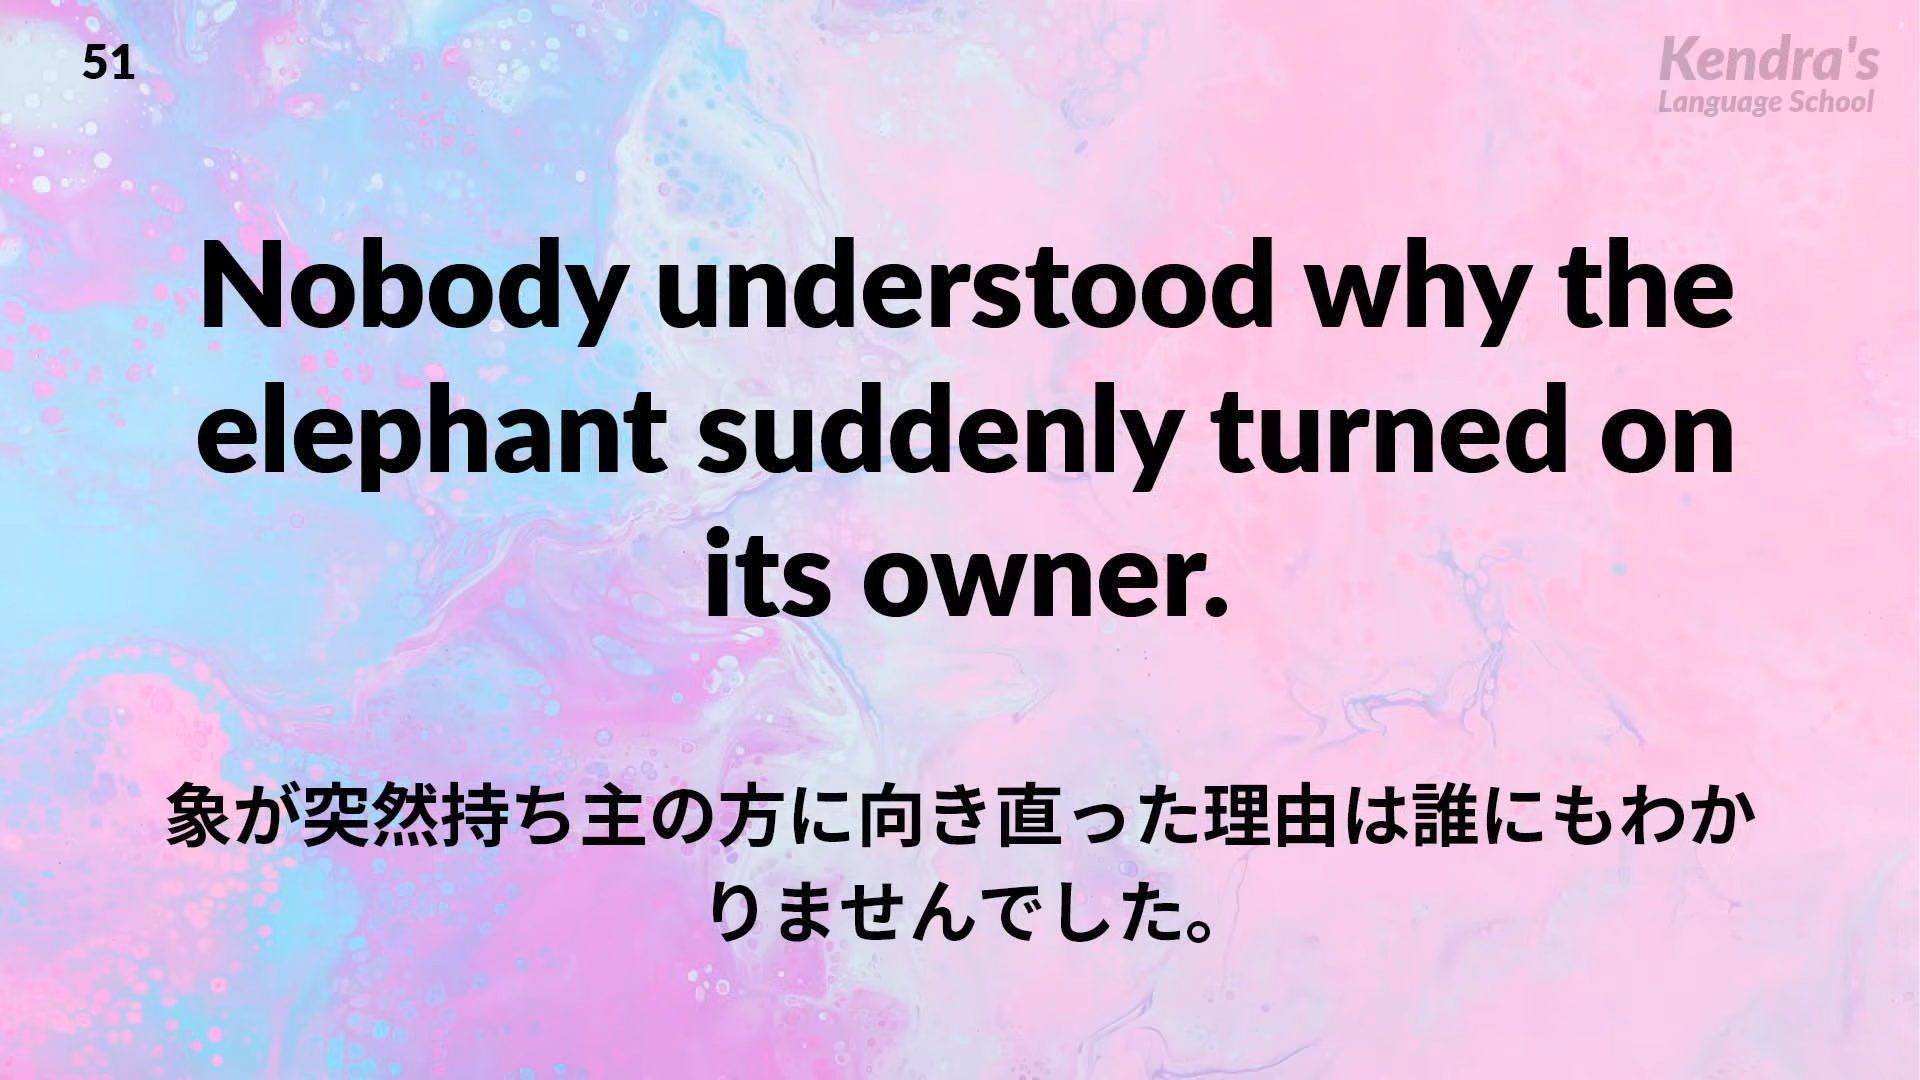 51
Kendra's
Language School
Nobody understood why the
elephant suddenly turned on
its owner.
象が突然持ち主の方に向き直った理由は誰にもわか
りませんでした。